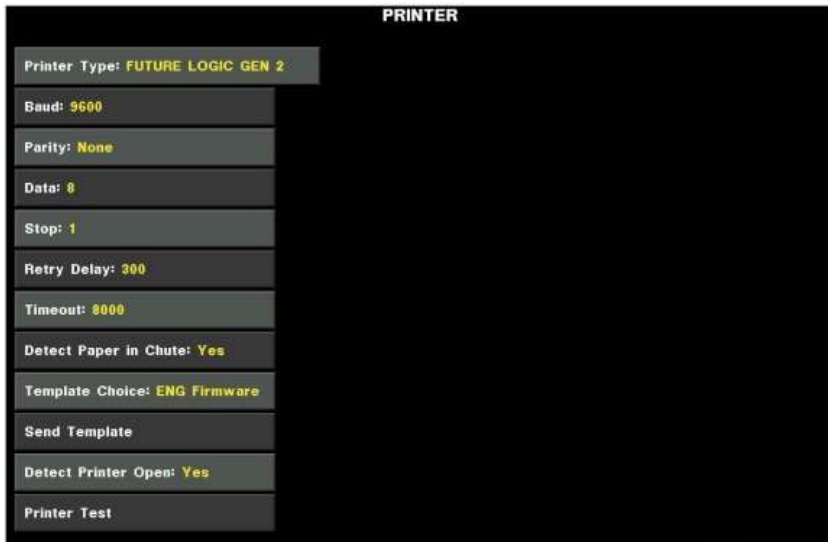 PRINTER
Printer Type: FUTURE LOGIC GEN 2
Baud: 9600
Parity: None
Data: 8
Stop: 1
Retry Delay: 300
Timeout: 8000
Detect Paper in Chute: Yes
Template Choice: ENG Firmware
Send Template
Detect Printer Open: Yes
Printer Test